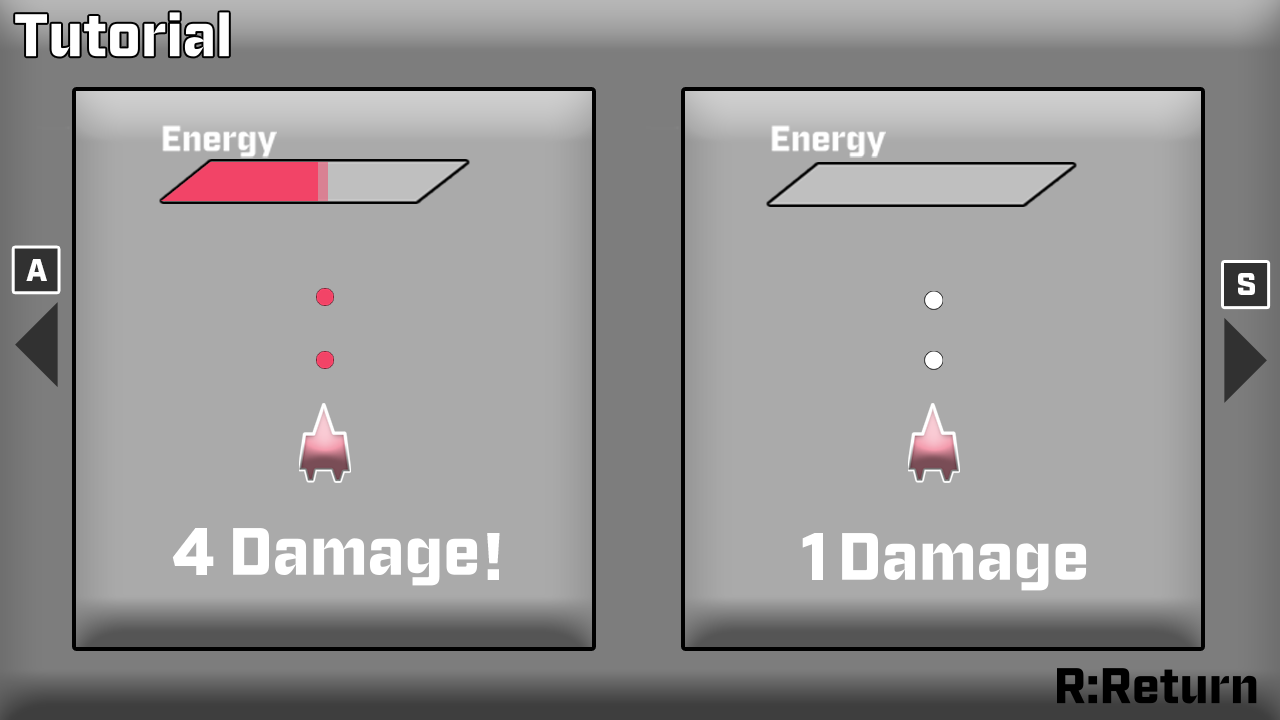 Tutorial
Energy
4 Damage!
Energy
1 Damage
A
S
R:Return